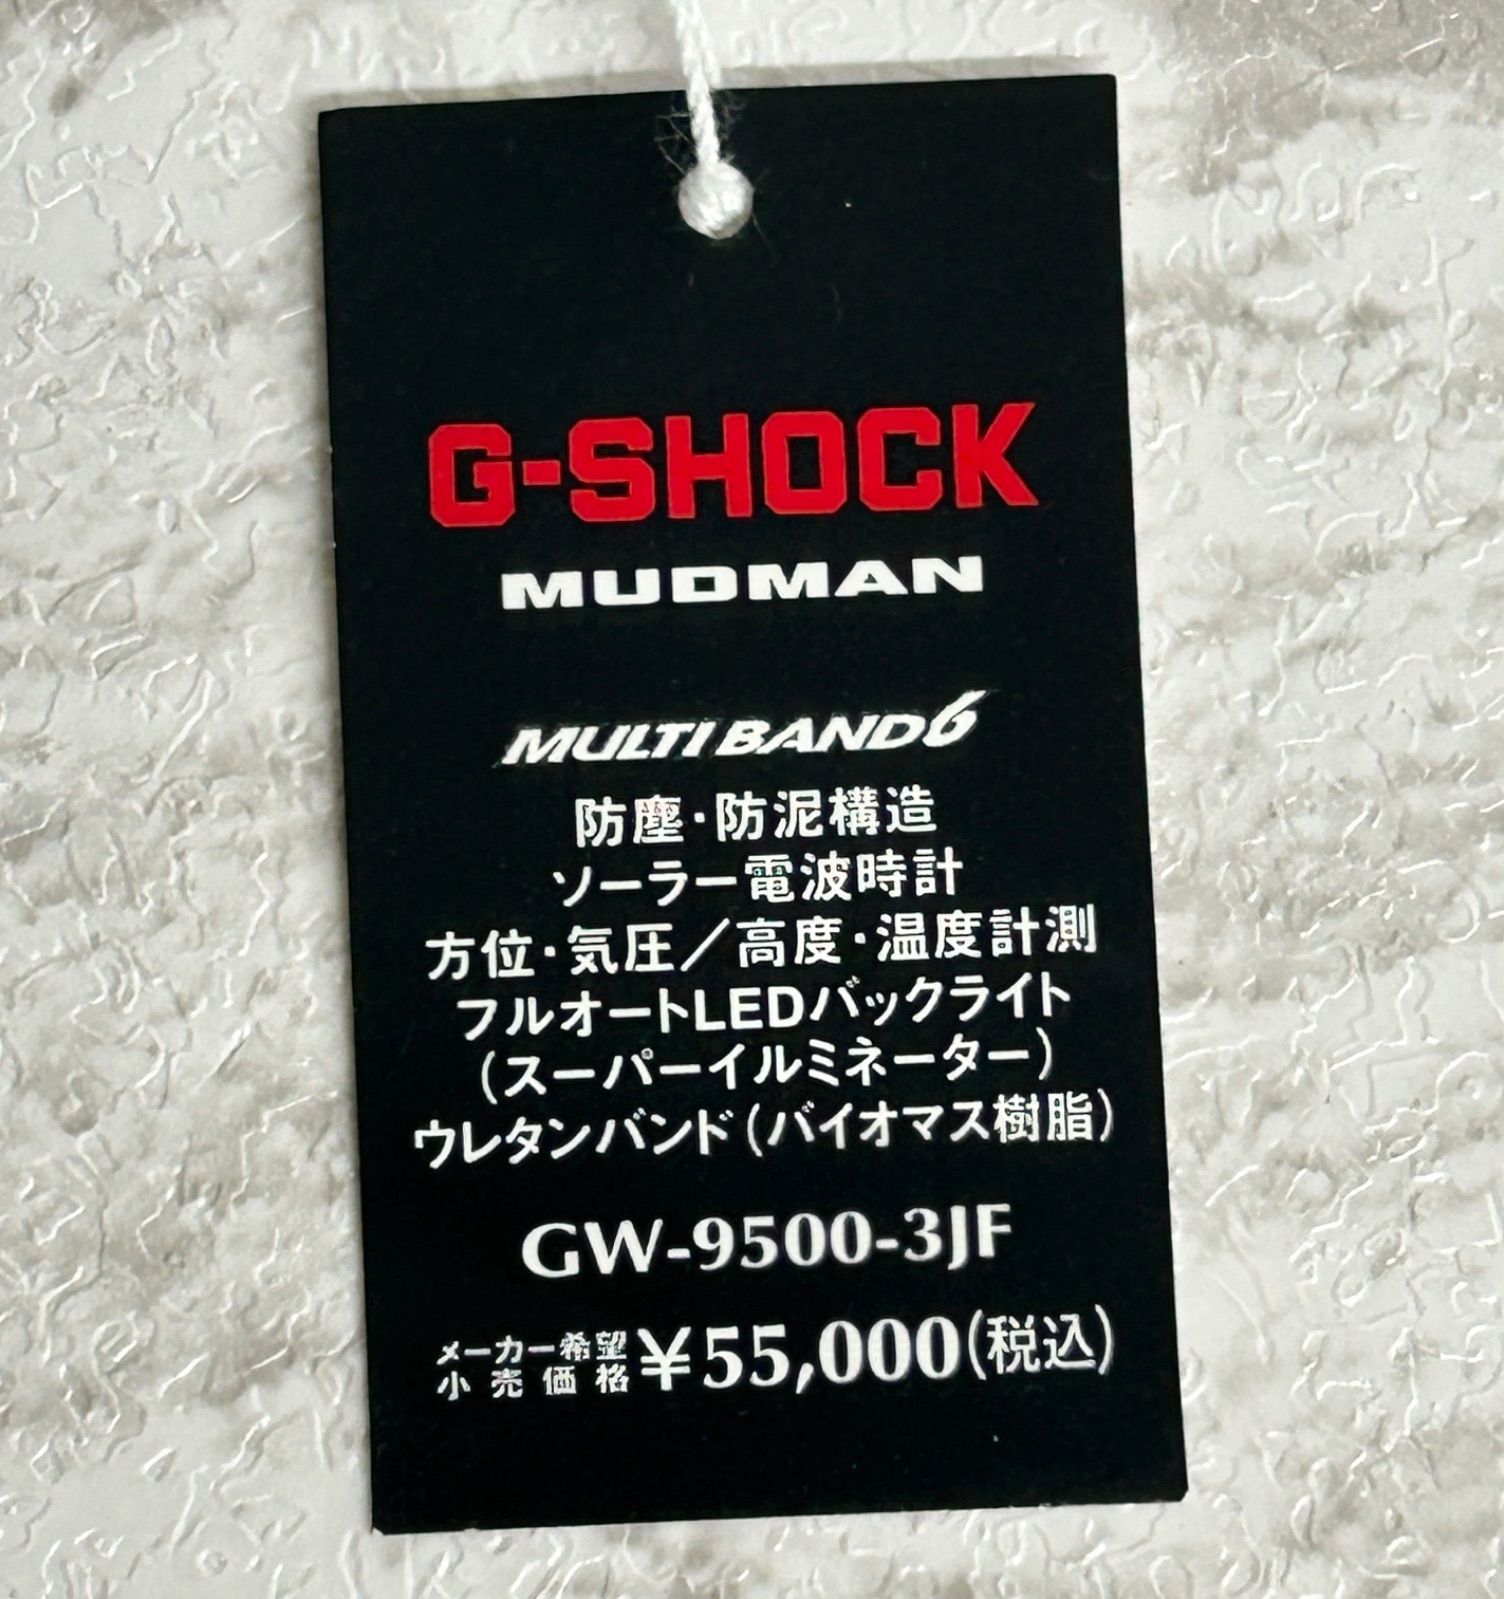 G-SHOCK
MUDMAN
MULTIBAND6
防塵・防泥構造
ソーラー電波時計
方位・気圧／高度・温度計測
フルオートLEDバックライト
(スーパーイルミネーター)
ウレタンバンド(バイオマス樹脂)
GW-9500-3JF
メーカー希望
小売価格 ¥55,000(税込)